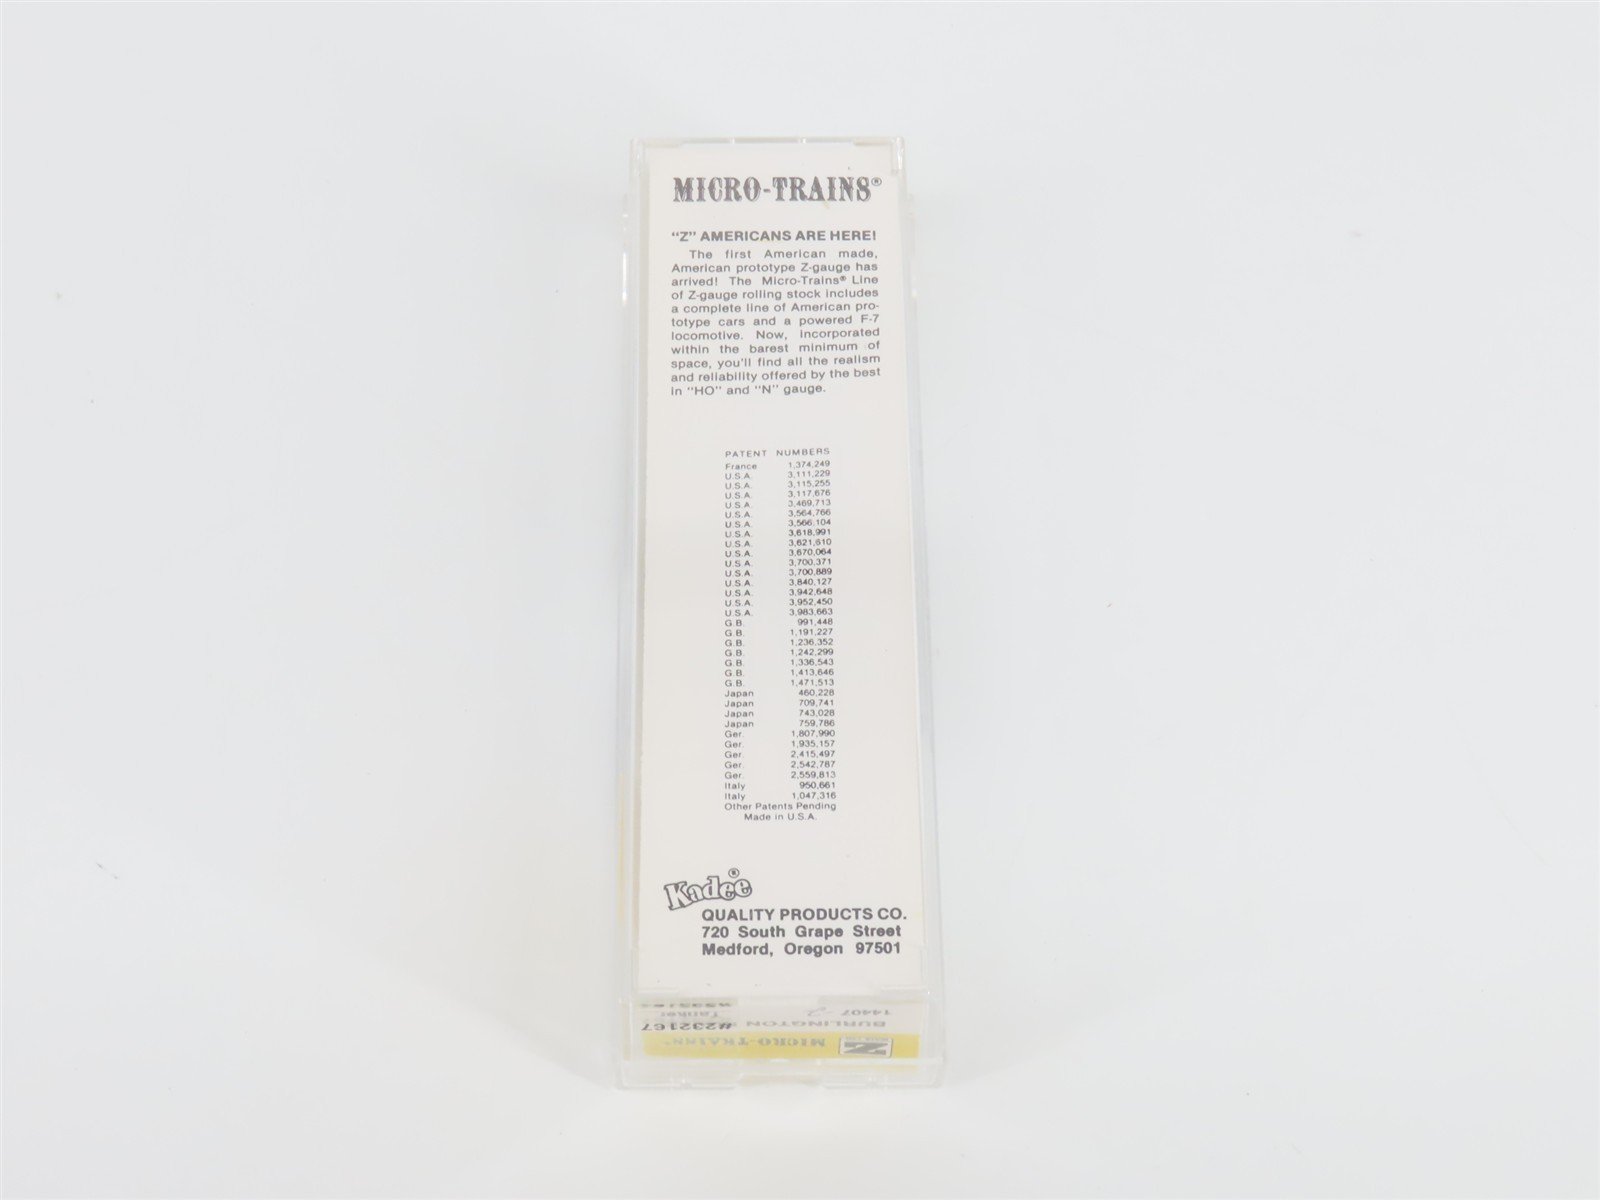 MICRO-TRAINS®
"Z" AMERICANS ARE HERE!
The first American made,
American prototype Z-gauge has
arrived! The Micro-Trains® Line
of Z-gauge rolling stock includes
a complete line of American pro-
totype cars and a powered F-7
locomotive. Now, incorporated
within the barest minimum of
space, you'll find all the realism
and reliability offered by the best
in "HO" and "N" gauge.
PATENT NUMBERS
France 1,374,249
U.S.A. 3,111,229
U.S.A. 3,115,255
U.S.A. 3,117,676
U.S.A. 3,469,713
U.S.A. 3,564,766
U.S.A. 3,566,104
U.S.A. 3,618,991
U.S.A. 3,621,610
U.S.A. 3,670,064
U.S.A. 3,700,371
U.S.A. 3,700,889
U.S.A. 3,840,127
U.S.A. 3,942,648
U.S.A. 3,952,450
U.S.A. 3,983,663
G.B. 991,448
G.B. 1,191,227
G.B. 1,236,352
G.B. 1,242,299
G.B. 1,336,543
G.B. 1,413,646
G.B. 1,471,513
Japan 460,228
Japan 709,741
Japan 743,028
Japan 759,786
Ger. 1,807,990
Ger. 1,935,157
Ger. 2,415,497
Ger. 2,542,787
Ger. 2,559,813
Italy 950,661
Italy 1,047,316
Other Patents Pending
Made in U.S.A.
Kadee®
QUALITY PRODUCTS CO.
720 South Grape Street
Medford, Oregon 97501
Z MICRO-TRAINS®
BURLINGTON #232167
14407-2 Tanker